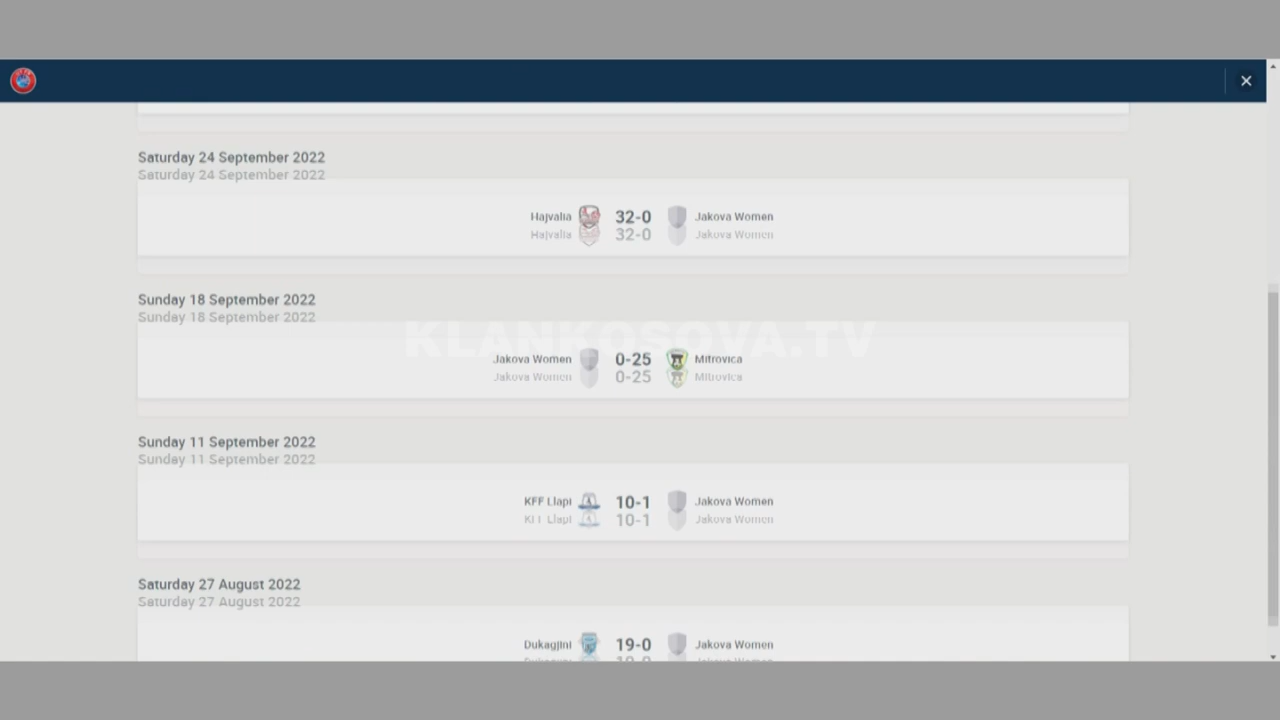 Saturday 24 September 2022
Saturday 24 September 2022
Hajvalia 32-0 Jakova Women
Hajvalia 32-0 Jakova Women
Sunday 18 September 2022
Sunday 18 September 2022
KLANKOSOVA.TV
Jakova Women 0-25 Mitrovica
Jakova Women 0-25 Mitrovica
Sunday 11 September 2022
Sunday 11 September 2022
KFF Llapi 10-1 Jakova Women
KFF Llapi 10-1 Jakova Women
Saturday 27 August 2022
Saturday 27 August 2022
Dukagjini 19-0 Jakova Women